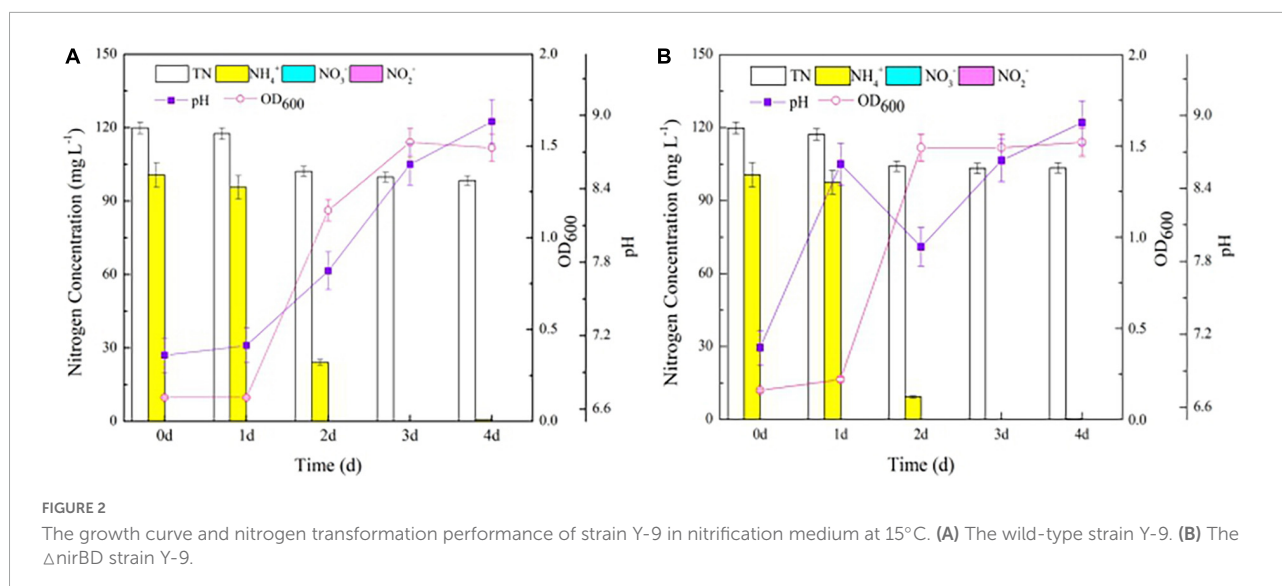 A
150
120
90
60
30
0
Nitrogen Concentration (mg L⁻¹)
TN NH₄⁺ NO₃⁻ NO₂⁻
pH OD₆₀₀
2.0
1.5
1.0
0.5
0.0
OD₆₀₀
9.0
8.4
7.8
7.2
6.6
pH
0d 1d 2d 3d 4d
Time (d)
B
150
120
90
60
30
0
Nitrogen Concentration (mg L⁻¹)
TN NH₄⁺ NO₃⁻ NO₂⁻
pH OD₆₀₀
2.0
1.5
1.0
0.5
0.0
OD₆₀₀
9.0
8.4
7.8
7.2
6.6
pH
0d 1d 2d 3d 4d
Time (d)
FIGURE 2
The growth curve and nitrogen transformation performance of strain Y-9 in nitrification medium at 15°C. (A) The wild-type strain Y-9. (B) The
△nirBD strain Y-9.